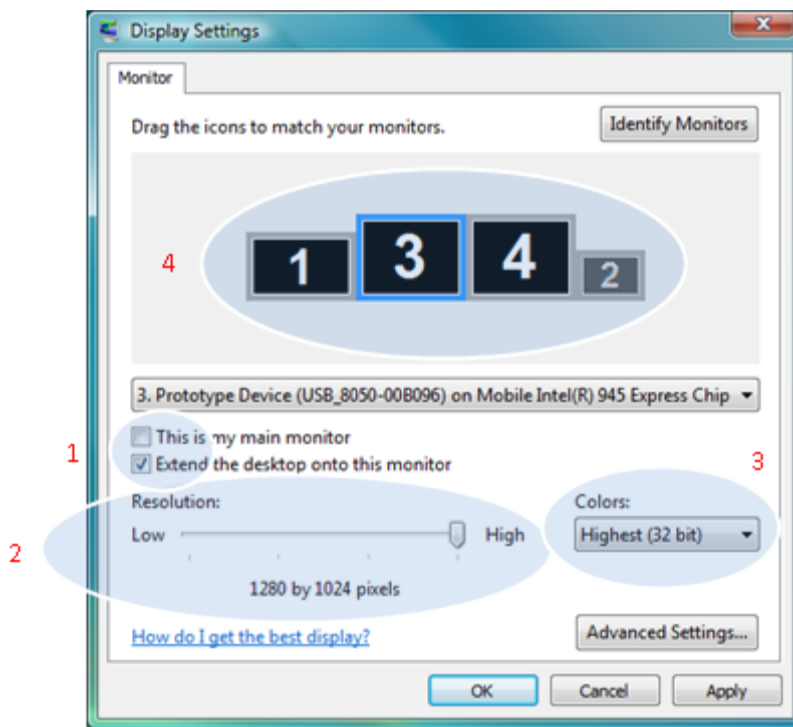 Display Settings
Monitor
Drag the icons to match your monitors.
Identify Monitors
4
1 3 4 2
3. Prototype Device (USB_8050-00B096) on Mobile Intel(R) 945 Express Chip
1
This is my main monitor
Extend the desktop onto this monitor
3
Resolution:
Colors:
2
Low High
Highest (32 bit)
1280 by 1024 pixels
How do I get the best display?
Advanced Settings...
OK Cancel Apply